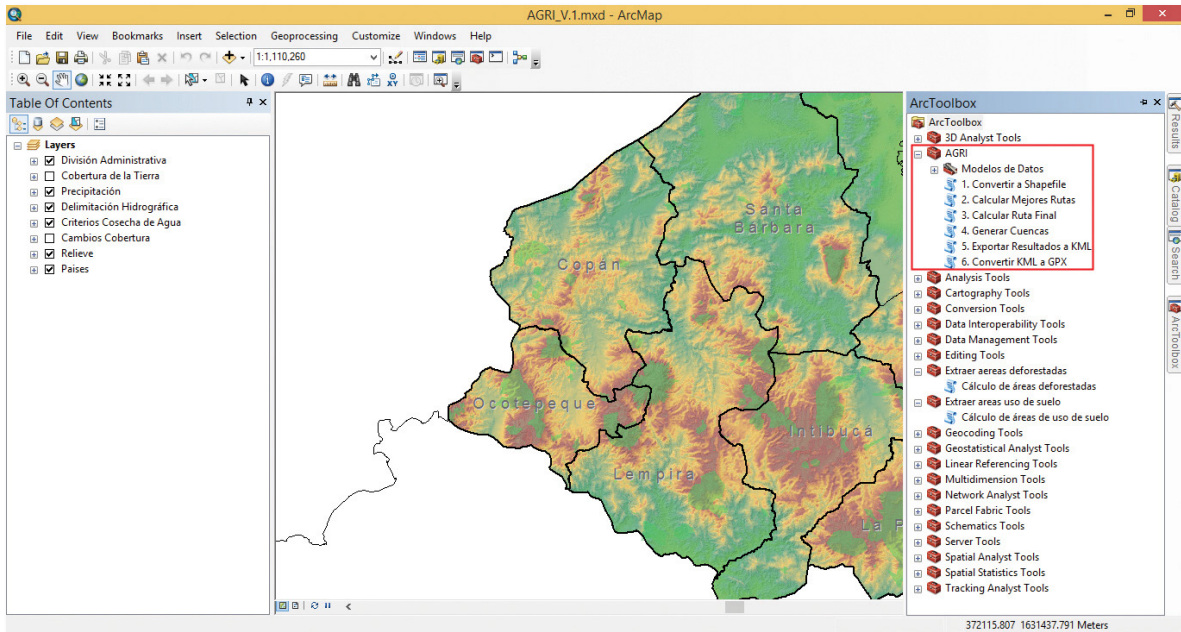 AGRI_V.1.mxd - ArcMap
File Edit View Bookmarks Insert Selection Geoprocessing Customize Windows Help
1:1,110,260
Table Of Contents
Layers
División Administrativa
Cobertura de la Tierra
Precipitación
Delimitación Hidrográfica
Criterios Cosecha de Agua
Cambios Cobertura
Relieve
Paises
Santa
Bárbara
Copán
Ocotepeque
Intibucá
Lempira
La P
ArcToolbox
ArcToolbox
3D Analyst Tools
AGRI
Modelos de Datos
1. Convertir a Shapefile
2. Calcular Mejores Rutas
3. Calcular Ruta Final
4. Generar Cuencas
5. Exportar Resultados a KML
6. Convertir KML a GPX
Analysis Tools
Cartography Tools
Conversion Tools
Data Interoperability Tools
Data Management Tools
Editing Tools
Extraer aereas deforestadas
Cálculo de áreas deforestadas
Extraer areas uso de suelo
Cálculo de áreas de uso de suelo
Geocoding Tools
Geostatistical Analyst Tools
Linear Referencing Tools
Multidimension Tools
Network Analyst Tools
Parcel Fabric Tools
Schematics Tools
Server Tools
Spatial Analyst Tools
Spatial Statistics Tools
Tracking Analyst Tools
Results
Catalog
Search
ArcToolbox
372115.807 1631437.791 Meters